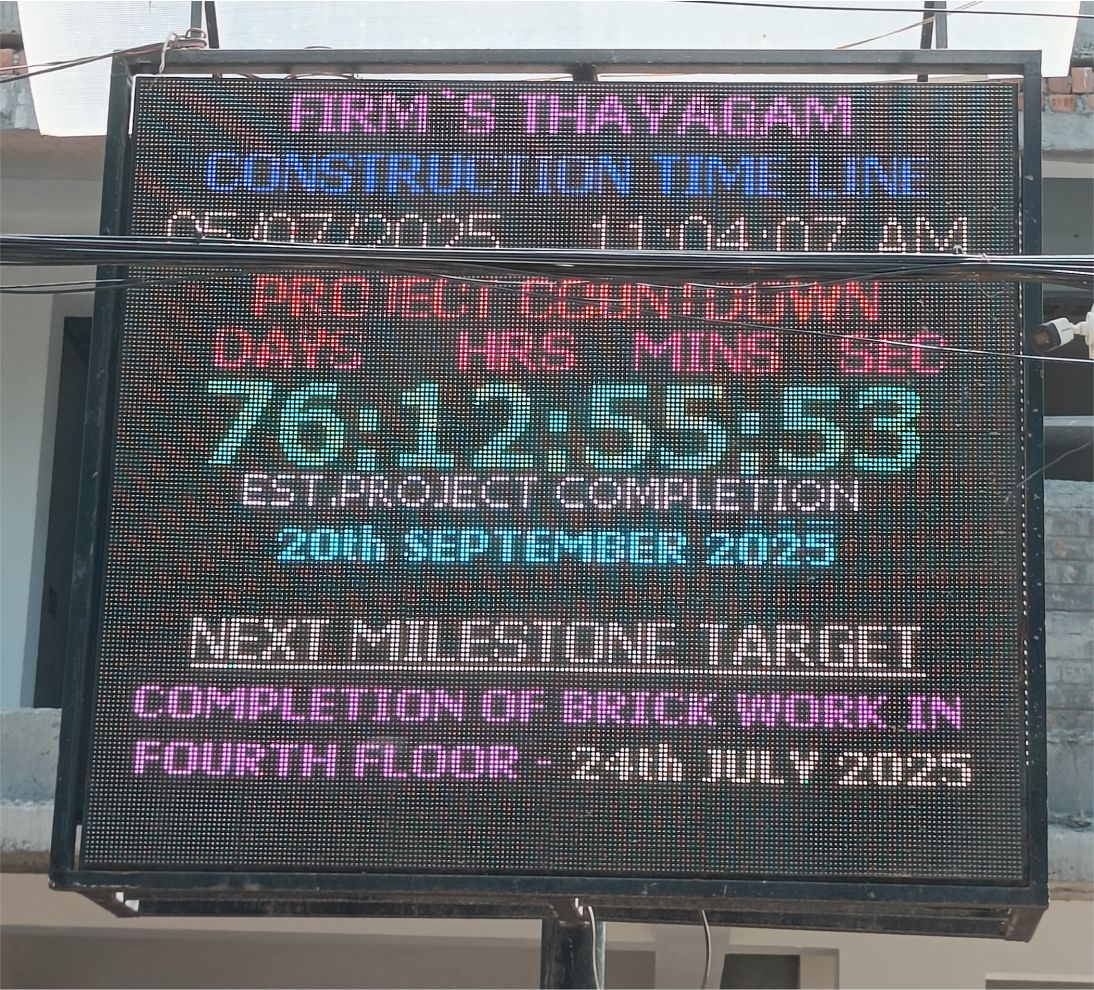 FIRM`S THAYAGAM
CONSTRUCTION TIME LINE
05/07/2025 11:04:07 AM
PROJECT COUNTDOWN
DAYS HRS MINS SEC
76:12:55:53
EST.PROJECT COMPLETION
20th SEPTEMBER 2025
NEXT MILESTONE TARGET
COMPLETION OF BRICK WORK IN
FOURTH FLOOR - 24th JULY 2025